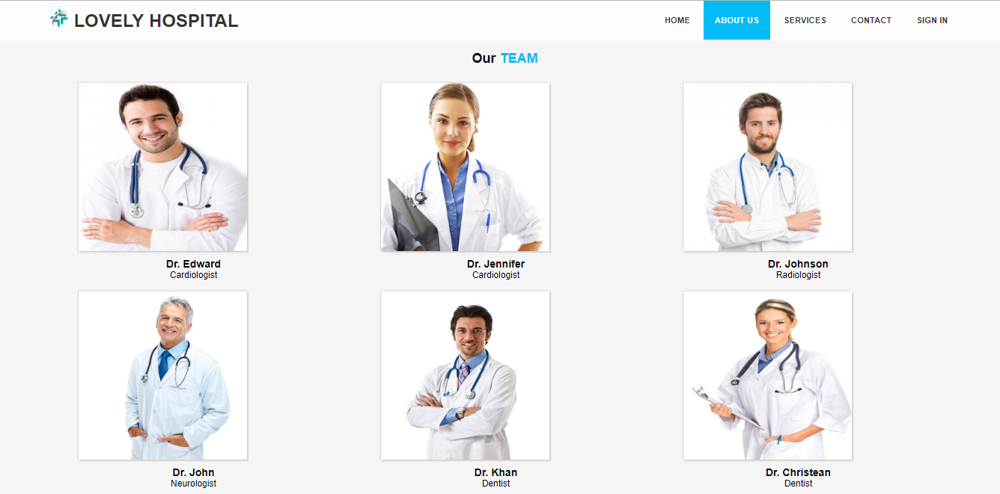 LOVELY HOSPITAL
HOME ABOUT US SERVICES CONTACT SIGN IN
Our TEAM
Dr. Edward
Cardiologist
Dr. Jennifer
Cardiologist
Dr. Johnson
Radiologist
Dr. John
Neurologist
Dr. Khan
Dentist
Dr. Christean
Dentist